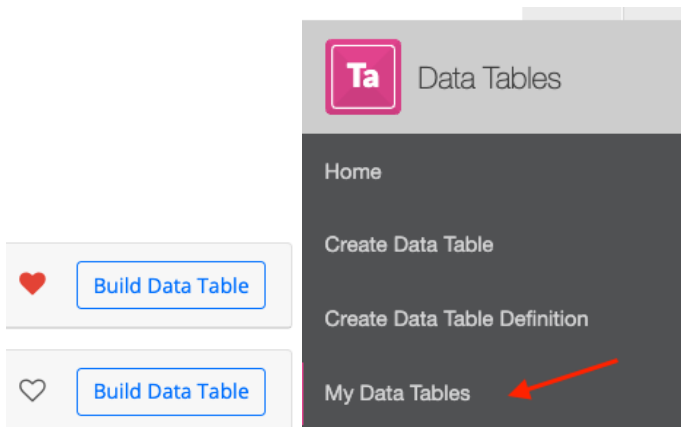 Ta
Data Tables
Home
Create Data Table
Create Data Table Definition
My Data Tables
Build Data Table
Build Data Table